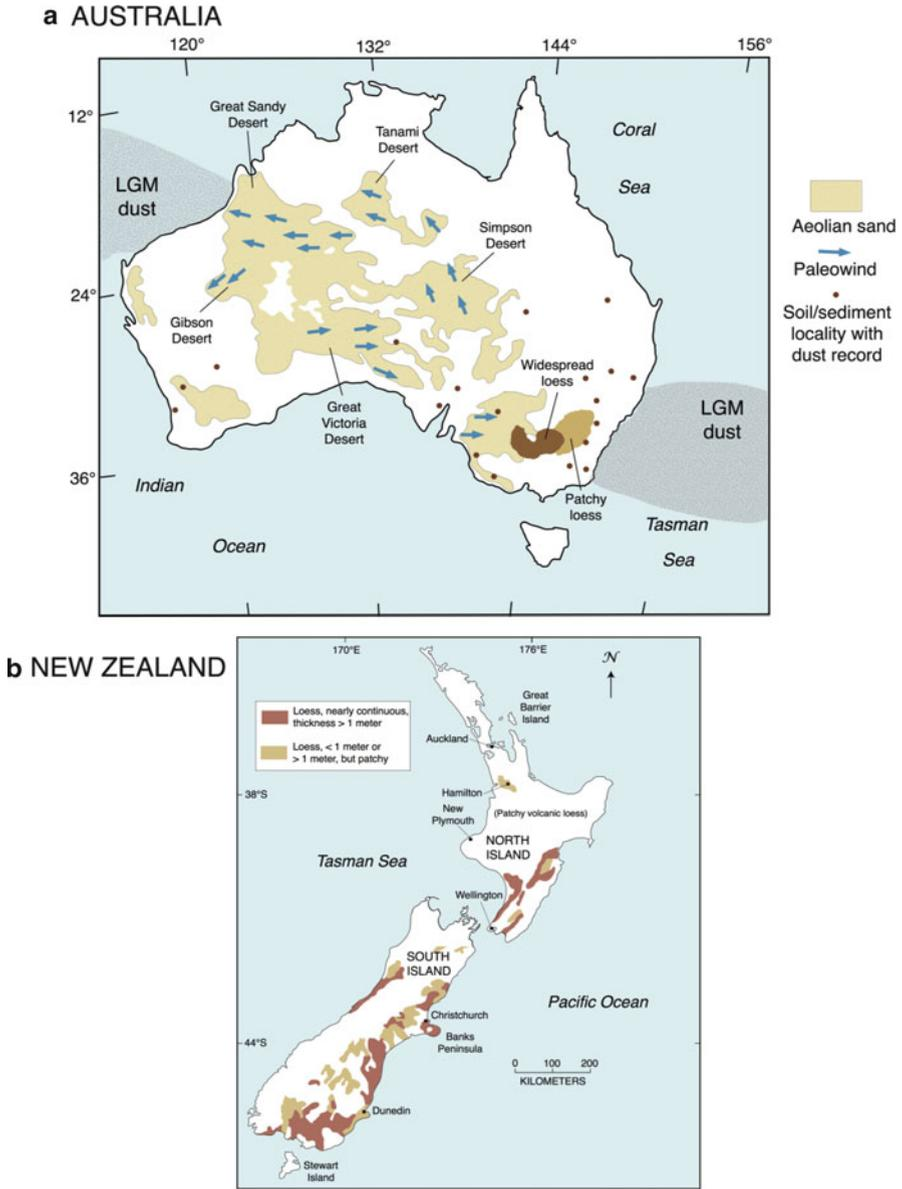 a AUSTRALIA
120°
132°
144°
156°
12°
24°
36°
Great Sandy
Desert
Tanami
Desert
Coral
Sea
LGM
dust
Simpson
Desert
Gibson
Desert
Widespread
loess
Great
Victoria
Desert
LGM
dust
Indian
Ocean
Patchy
loess
Tasman
Sea
Aeolian sand
Paleowind
Soil/sediment
locality with
dust record
b NEW ZEALAND
170°E
176°E
N
Loess, nearly continuous,
thickness > 1 meter
Loess, < 1 meter or
> 1 meter, but patchy
Great
Barrier
Island
Auckland
Hamilton
38°S
New
Plymouth
(Patchy volcanic loess)
NORTH
ISLAND
Tasman Sea
Wellington
SOUTH
ISLAND
Pacific Ocean
Christchurch
Banks
Peninsula
44°S
0 100 200
KILOMETERS
Dunedin
Stewart
Island